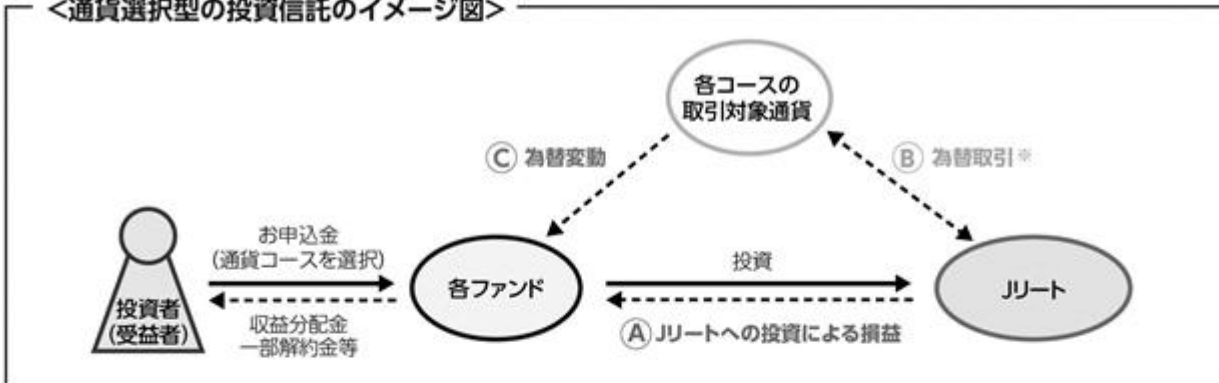 <通貨選択型の投資信託のイメージ図>
各コースの
取引対象通貨
Ⓒ 為替変動
Ⓑ 為替取引※
お申込金
(通貨コースを選択)
投資者
(受益者)
収益分配金
一部解約金等
各ファンド
投資
Ⓐ Jリートへの投資による損益
Jリート